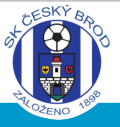 SK ČESKÝ BROD
ZALOŽENO 1898